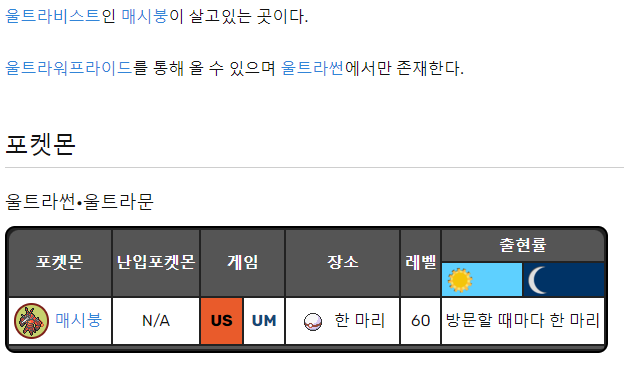 울트라비스트인 매시붕이 살고있는 곳이다.
울트라워프라이드를 통해 올 수 있으며 울트라썬에서만 존재한다.
포켓몬
울트라썬•울트라문
포켓몬 난입포켓몬 게임 장소 레벨 출현률
매시붕 N/A US UM 한 마리 60 방문할 때마다 한 마리